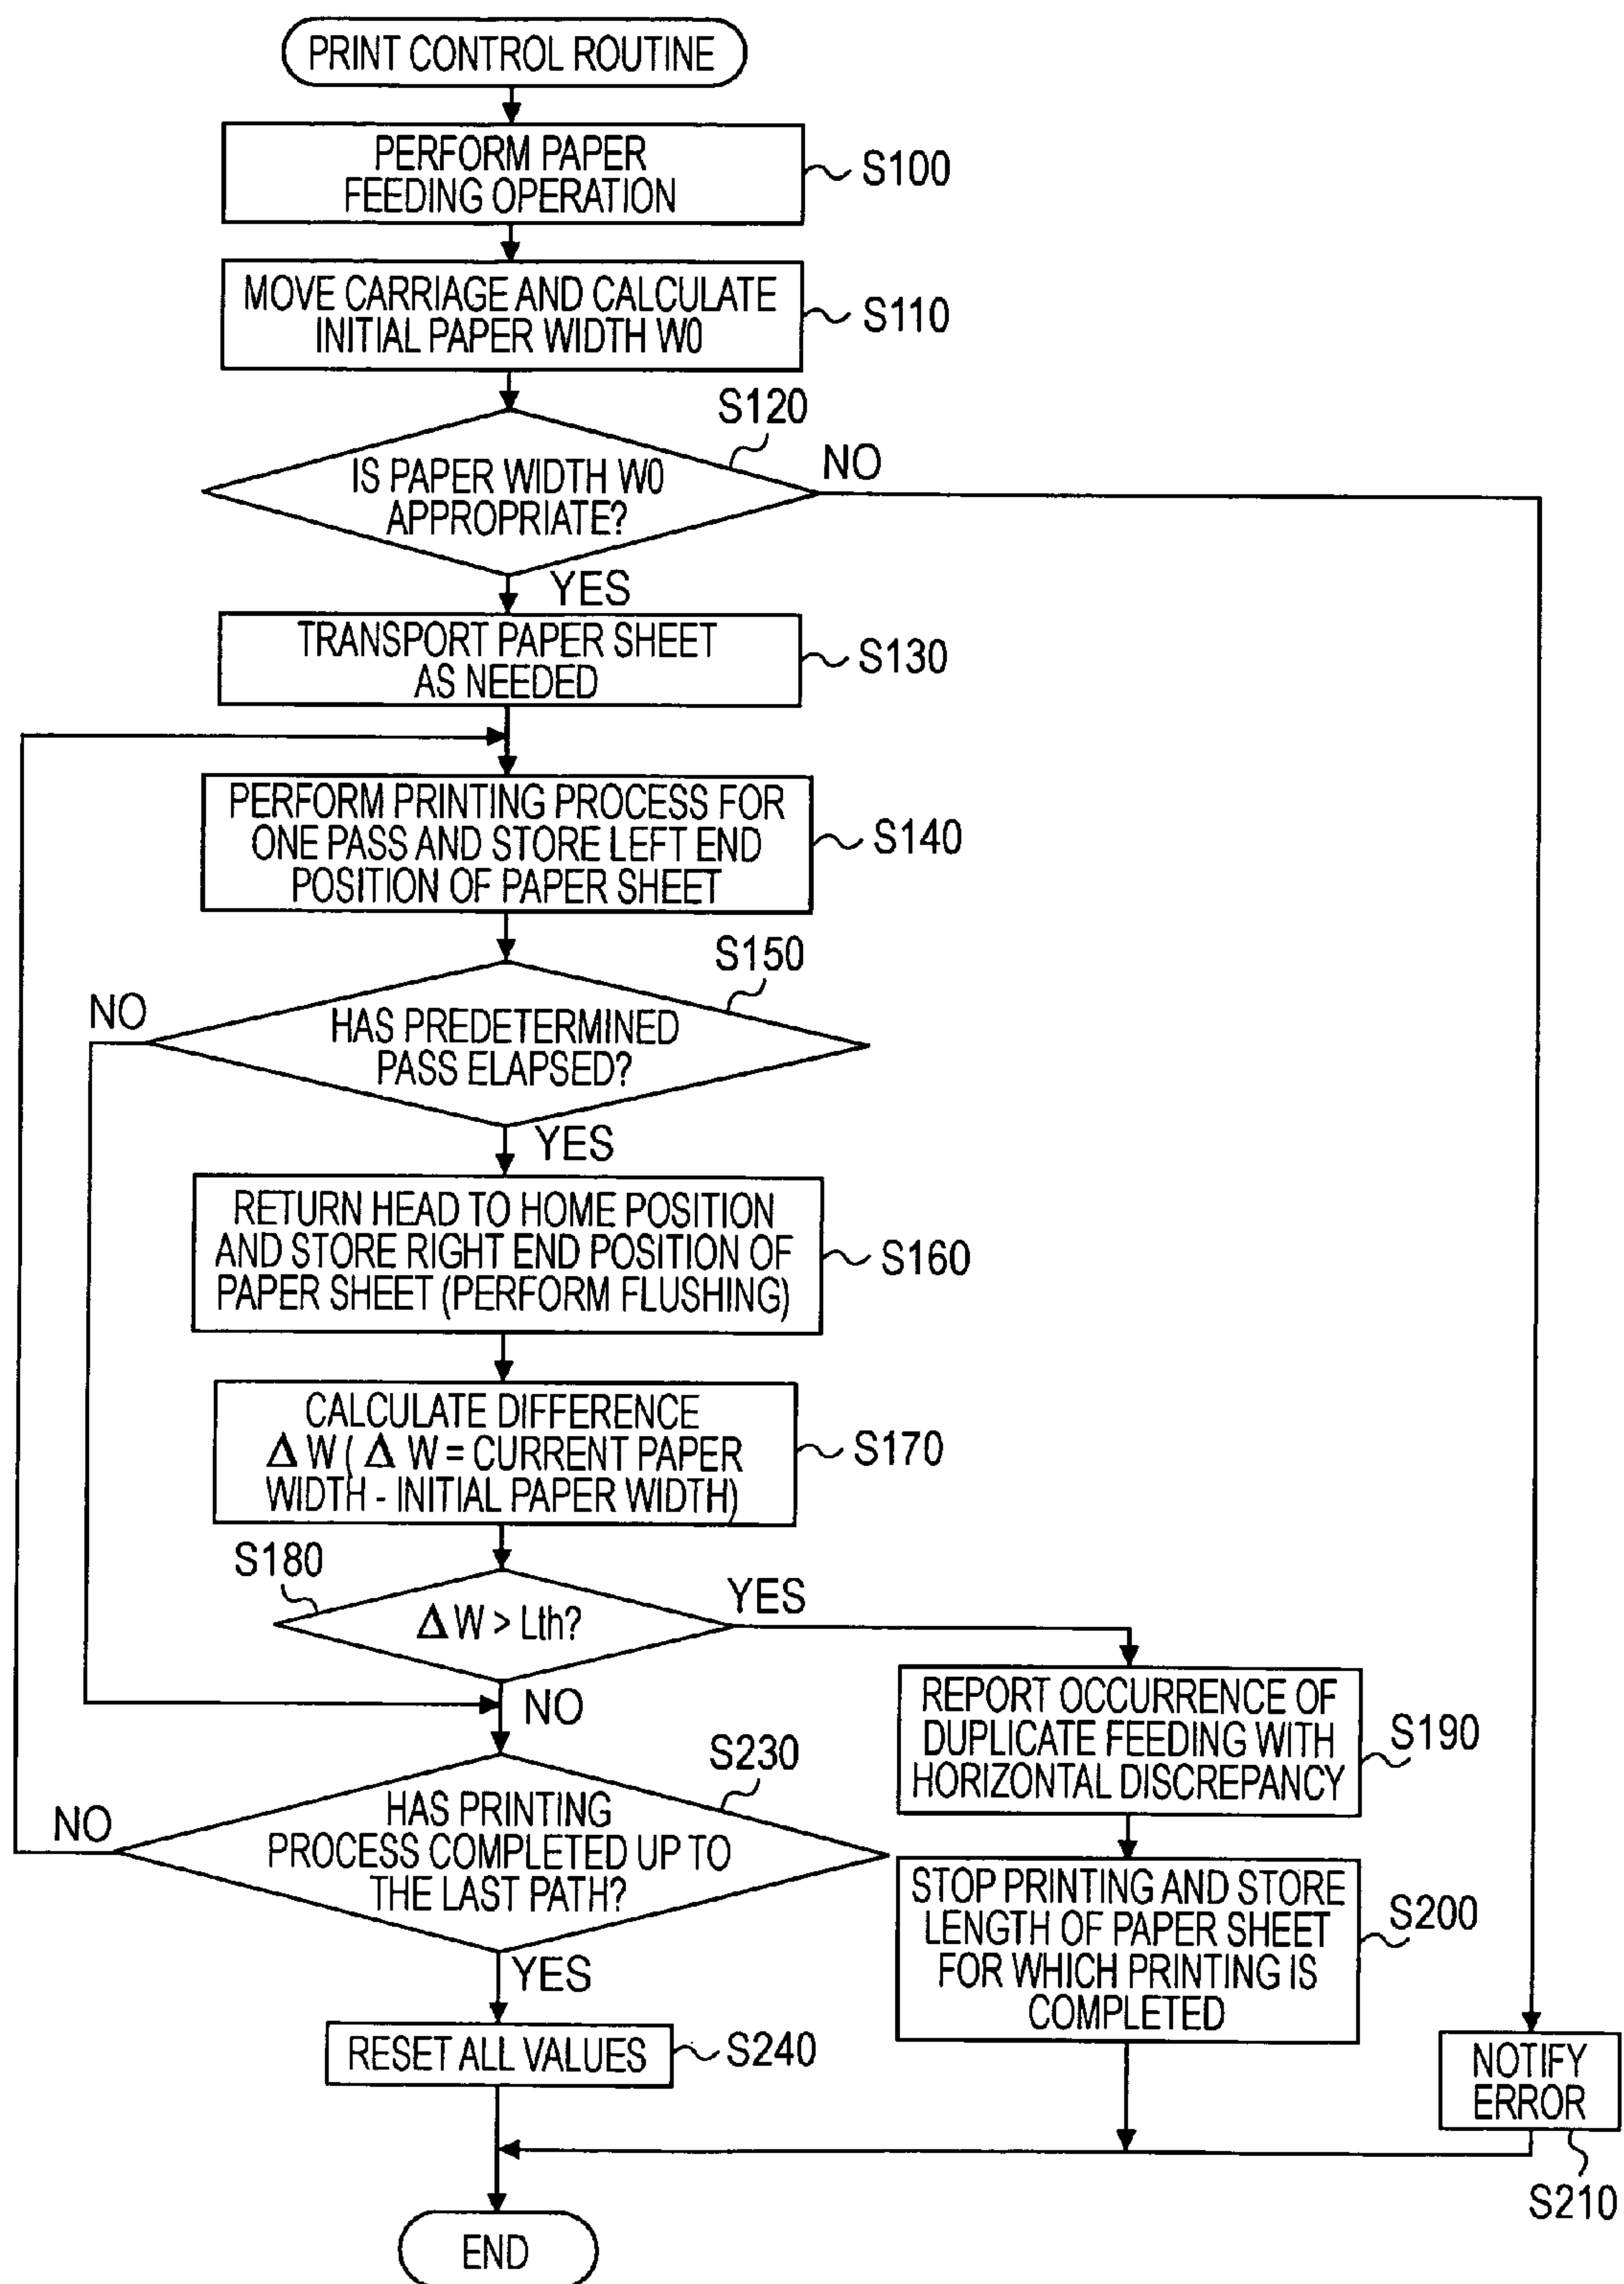 PRINT CONTROL ROUTINE
PERFORM PAPER
FEEDING OPERATION
S100
MOVE CARRIAGE AND CALCULATE
INITIAL PAPER WIDTH W0
S110
S120
IS PAPER WIDTH W0
APPROPRIATE?
NO
YES
TRANSPORT PAPER SHEET
AS NEEDED
S130
PERFORM PRINTING PROCESS FOR
ONE PASS AND STORE LEFT END
POSITION OF PAPER SHEET
S140
S150
NO
HAS PREDETERMINED
PASS ELAPSED?
YES
RETURN HEAD TO HOME POSITION
AND STORE RIGHT END POSITION OF
PAPER SHEET (PERFORM FLUSHING)
S160
CALCULATE DIFFERENCE
Δ W ( Δ W = CURRENT PAPER
WIDTH - INITIAL PAPER WIDTH)
S170
S180
Δ W > Lth?
YES
NO
REPORT OCCURRENCE OF
DUPLICATE FEEDING WITH
HORIZONTAL DISCREPANCY
S190
S230
NO
HAS PRINTING
PROCESS COMPLETED UP TO
THE LAST PATH?
YES
STOP PRINTING AND STORE
LENGTH OF PAPER SHEET
FOR WHICH PRINTING IS
COMPLETED
S200
RESET ALL VALUES
S240
NOTIFY
ERROR
S210
END